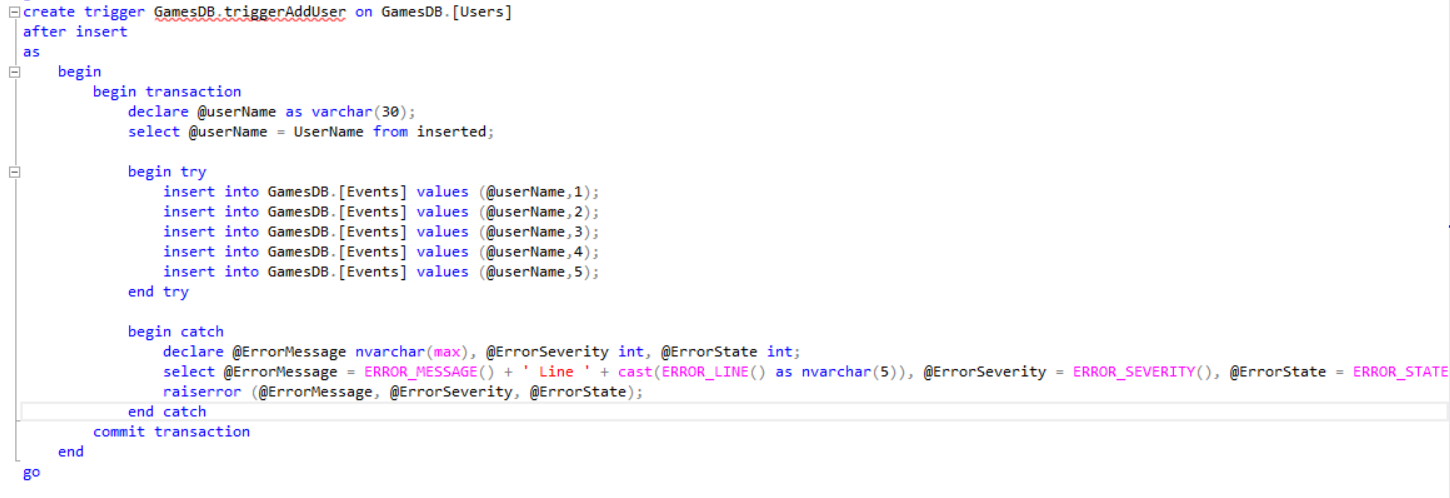 create trigger GamesDB.triggerAddUser on GamesDB.[Users]
after insert
as
begin
begin transaction
declare @userName as varchar(30);
select @userName = UserName from inserted;
begin try
insert into GamesDB.[Events] values (@userName,1);
insert into GamesDB.[Events] values (@userName,2);
insert into GamesDB.[Events] values (@userName,3);
insert into GamesDB.[Events] values (@userName,4);
insert into GamesDB.[Events] values (@userName,5);
end try
begin catch
declare @ErrorMessage nvarchar(max), @ErrorSeverity int, @ErrorState int;
select @ErrorMessage = ERROR_MESSAGE() + ' Line ' + cast(ERROR_LINE() as nvarchar(5)), @ErrorSeverity = ERROR_SEVERITY(), @ErrorState = ERROR_STATE
raiserror (@ErrorMessage, @ErrorSeverity, @ErrorState);
end catch
commit transaction
end
go